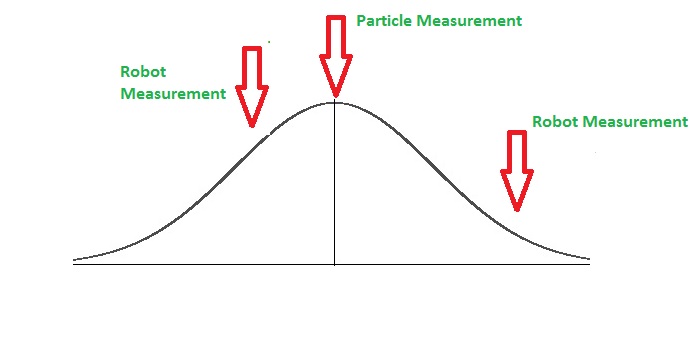 Particle Measurement
Robot
Measurement
Robot Measurement